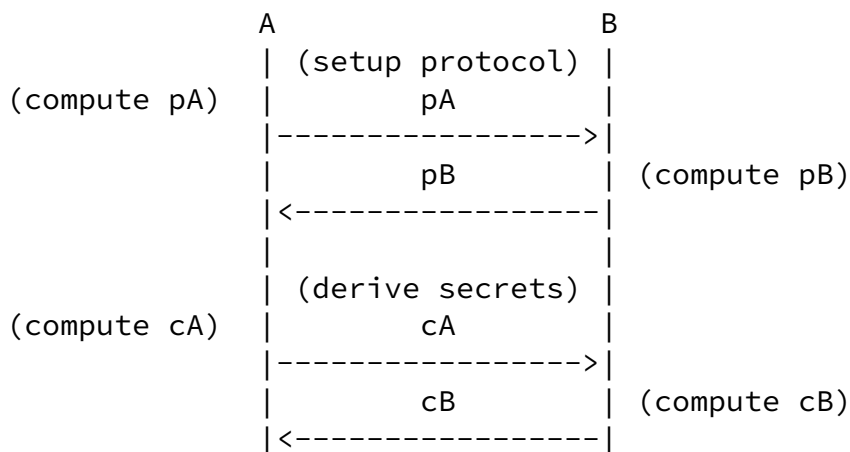 A B
| (setup protocol) |
(compute pA) | pA |
|----------------->|
| pB | (compute pB)
|<-----------------|
| |
| (derive secrets) |
(compute cA) | cA |
|----------------->|
| cB | (compute cB)
|<-----------------|